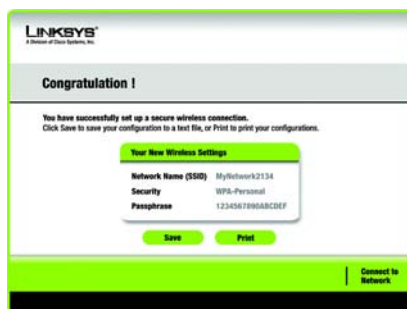 LINKSYS®
A Division of Cisco Systems, Inc.
Congratulation !
You have successfully set up a secure wireless connection.
Click Save to save your configuration to a text file, or Print to print your configurations.
Your New Wireless Settings
Network Name (SSID) MyNetwork2134
Security WPA-Personal
Passphrase 1234567890ABCDEF
Save Print
Connect to
Network